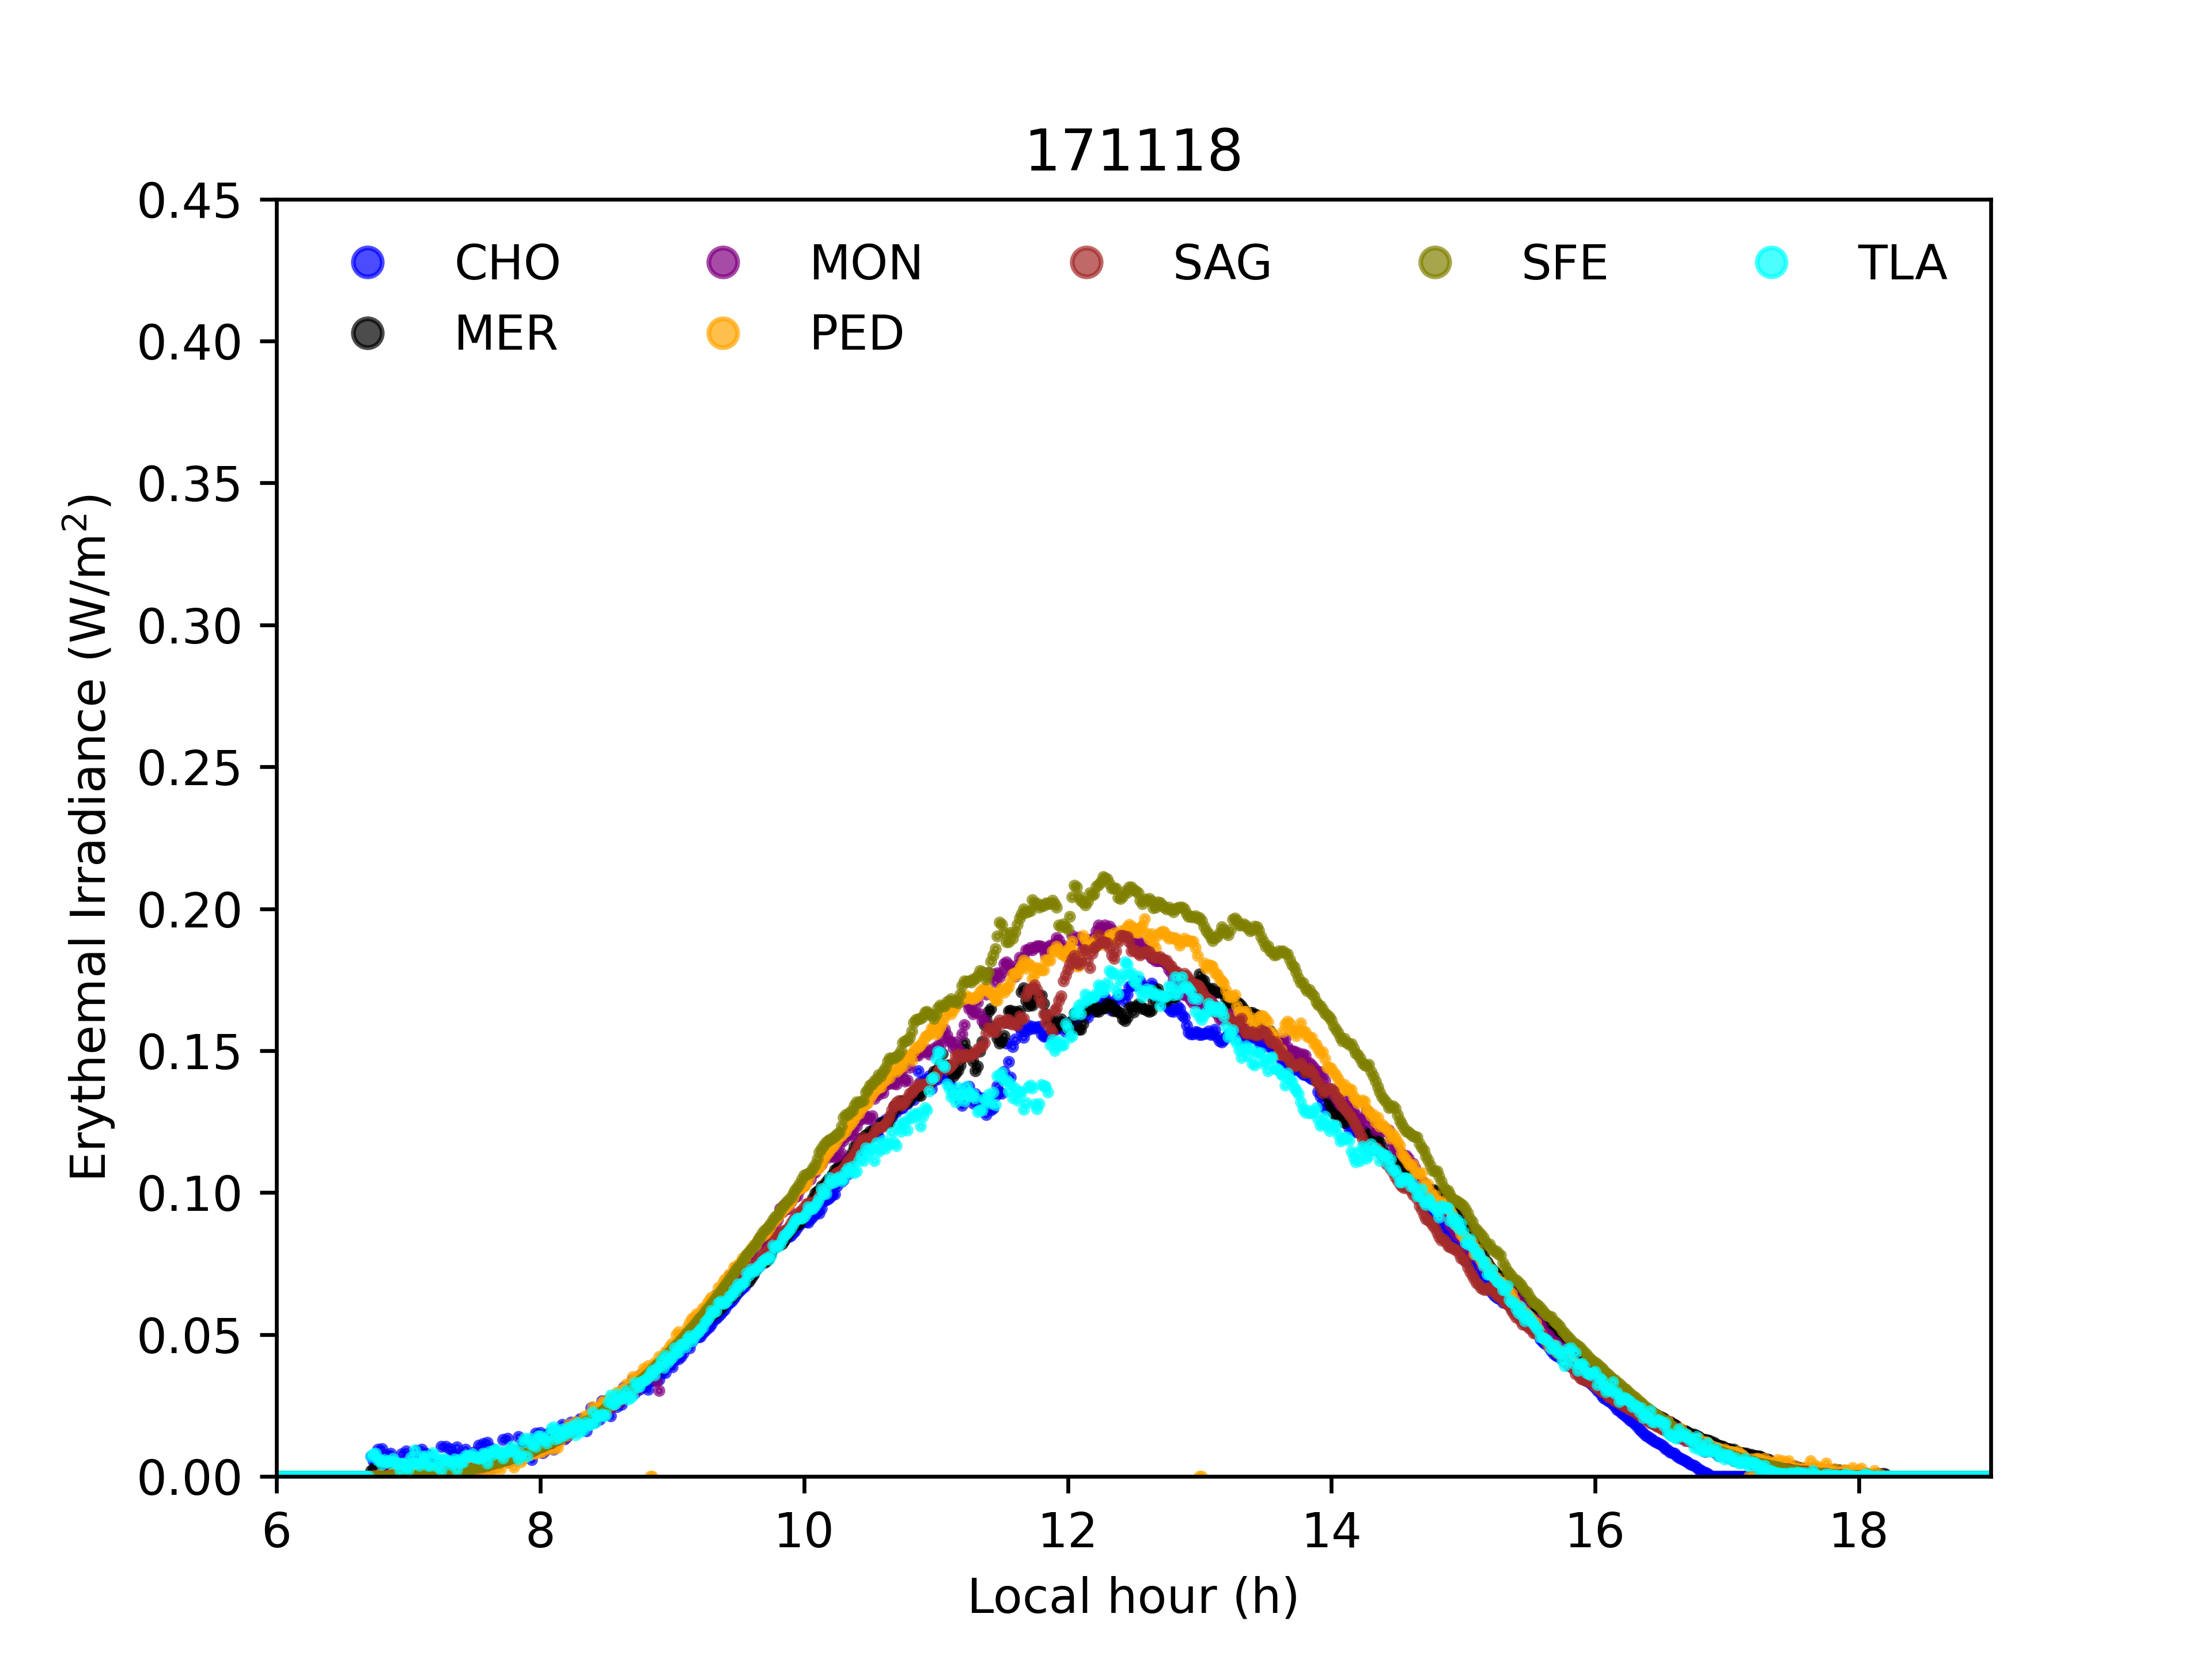 171118
0.45
0.40
0.35
0.30
0.25
0.20
0.15
0.10
0.05
0.00
Erythemal Irradiance (W/m²)
CHO MON SAG SFE TLA
MER PED
6 8 10 12 14 16 18
Local hour (h)